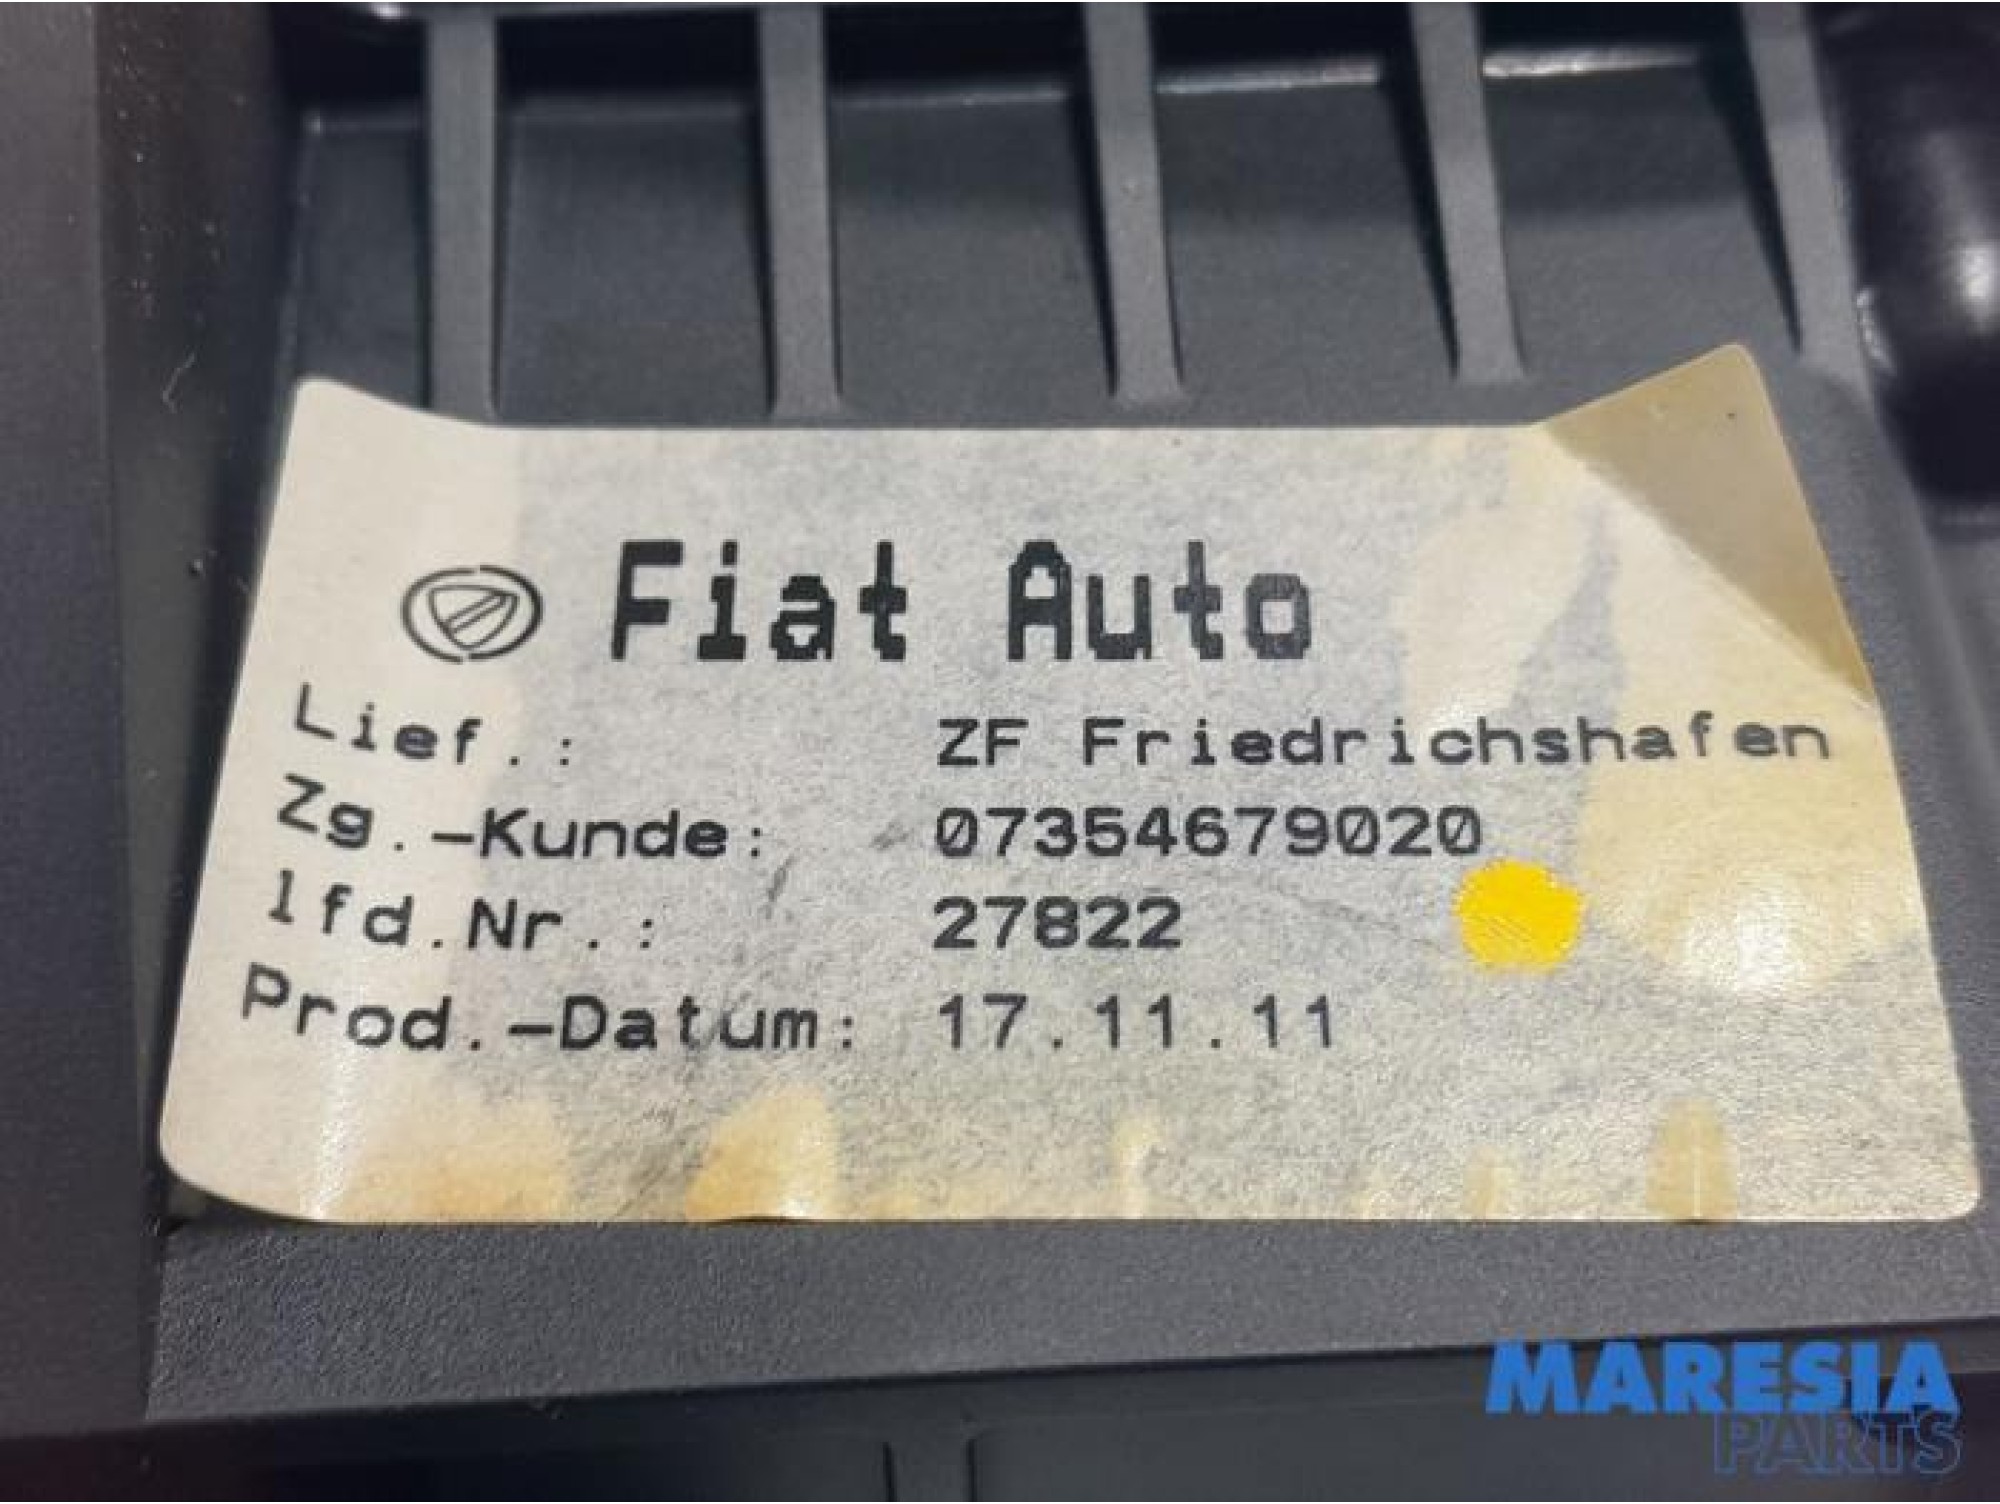 Fiat Auto
Lief.: ZF Friedrichshafen
Zg.-Kunde: 07354679020
lfd.Nr.: 27822
Prod.-Datum: 17.11.11
MARESIA
PARTS